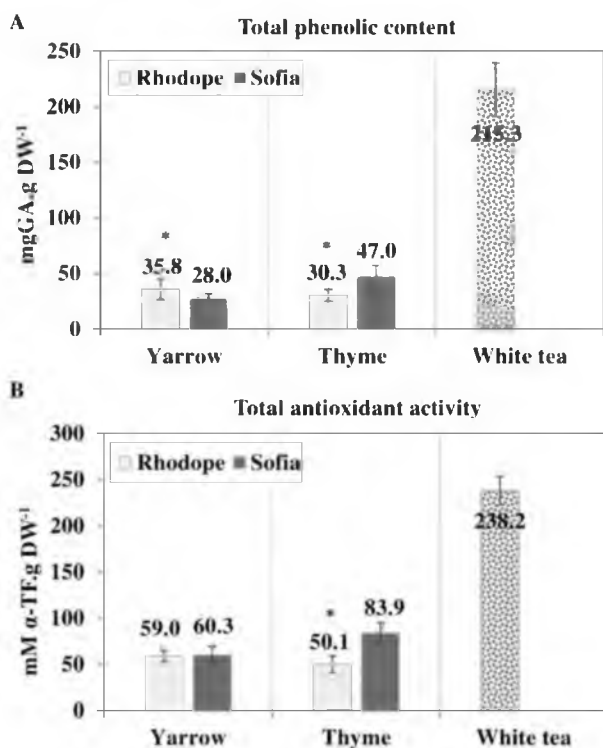 A
Total phenolic content
250
200
150
100
50
0
mgGA.g DW-1
Rhodope Sofia
*
35.8 28.0
*
30.3 47.0
215.3
Yarrow Thyme White tea
B
Total antioxidant activity
300
250
200
150
100
50
0
mM α-TF.g DW-1
Rhodope Sofia
59.0 60.3
*
50.1 83.9
238.2
Yarrow Thyme White tea